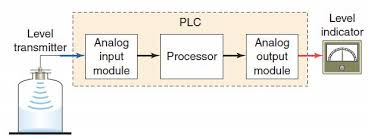 PLC
Level
transmitter
Analog
input
module
Processor
Analog
output
module
Level
indicator